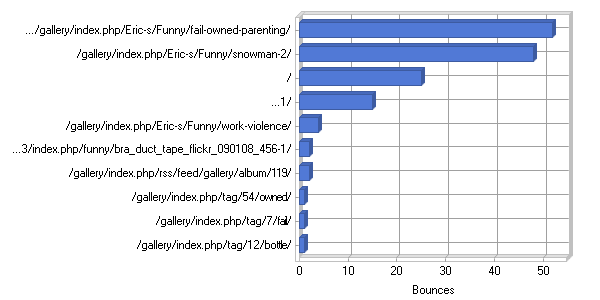 .../gallery/index.php/Eric-s/Funny/fail-owned-parenting/
/gallery/index.php/Eric-s/Funny/snowman-2/
/
...1/
/gallery/index.php/Eric-s/Funny/work-violence/
...3/index.php/funny/bra_duct_tape_flickr_090108_456-1/
/gallery/index.php/rss/feed/gallery/album/119/
/gallery/index.php/tag/54/owned/
/gallery/index.php/tag/7/fail/
/gallery/index.php/tag/12/bottle/
0 10 20 30 40 50
Bounces